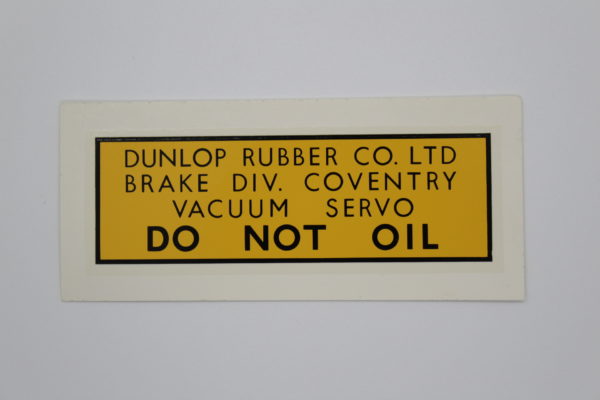 DUNLOP RUBBER CO. LTD
BRAKE DIV. COVENTRY
VACUUM SERVO
DO NOT OIL